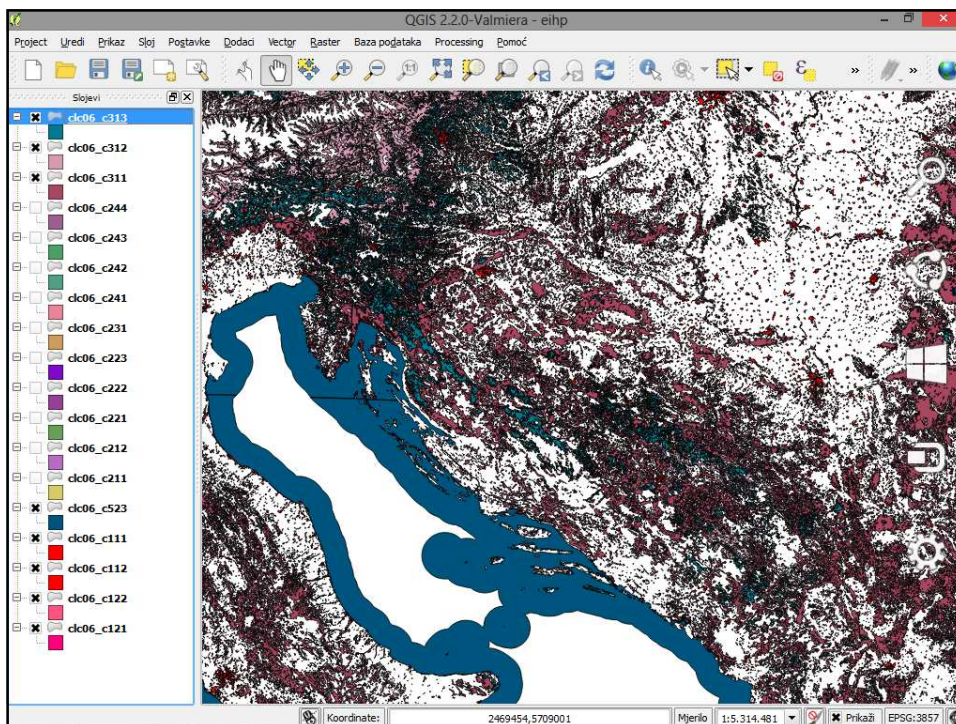 QGIS 2.2.0-Valmiera - eihp
Project Uredi Prikaz Sloj Postavke Dodaci Vector Raster Baza podataka Processing Pomoć
1:1 ε » »
Slojevi
clc06_c313
clc06_c312
clc06_c311
clc06_c244
clc06_c243
clc06_c242
clc06_c241
clc06_c231
clc06_c223
clc06_c222
clc06_c221
clc06_c212
clc06_c211
clc06_c523
clc06_c111
clc06_c112
clc06_c122
clc06_c121
Koordinate: 2469454,5709001 Mjerilo 1:5.314.481 Prikaži EPSG:3857